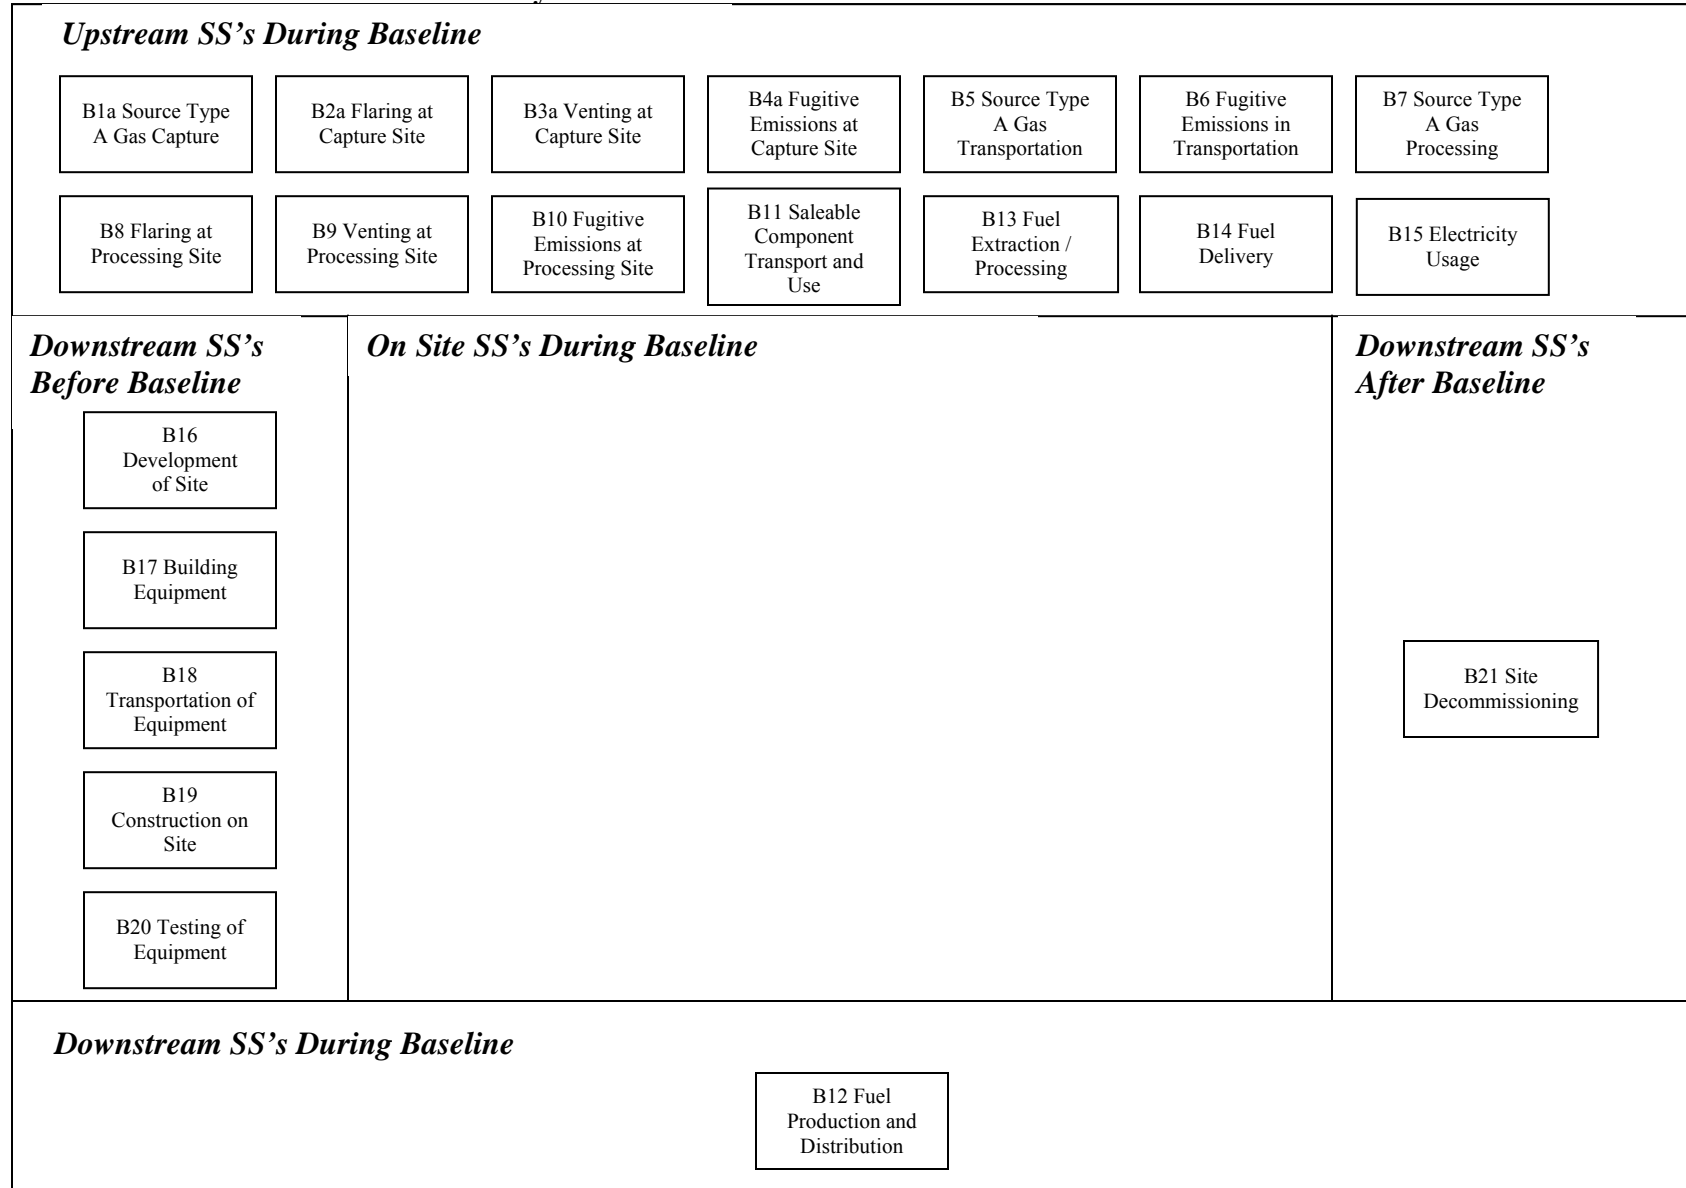 Upstream SS’s During Baseline
B1a Source Type
A Gas Capture
B2a Flaring at
Capture Site
B3a Venting at
Capture Site
B4a Fugitive
Emissions at
Capture Site
B5 Source Type
A Gas
Transportation
B6 Fugitive
Emissions in
Transportation
B7 Source Type
A Gas
Processing
B8 Flaring at
Processing Site
B9 Venting at
Processing Site
B10 Fugitive
Emissions at
Processing Site
B11 Saleable
Component
Transport and
Use
B13 Fuel
Extraction /
Processing
B14 Fuel
Delivery
B15 Electricity
Usage
Downstream SS’s
Before Baseline
B16
Development
of Site
B17 Building
Equipment
B18
Transportation of
Equipment
B19
Construction on
Site
B20 Testing of
Equipment
On Site SS’s During Baseline
Downstream SS’s
After Baseline
B21 Site
Decommissioning
Downstream SS’s During Baseline
B12 Fuel
Production and
Distribution